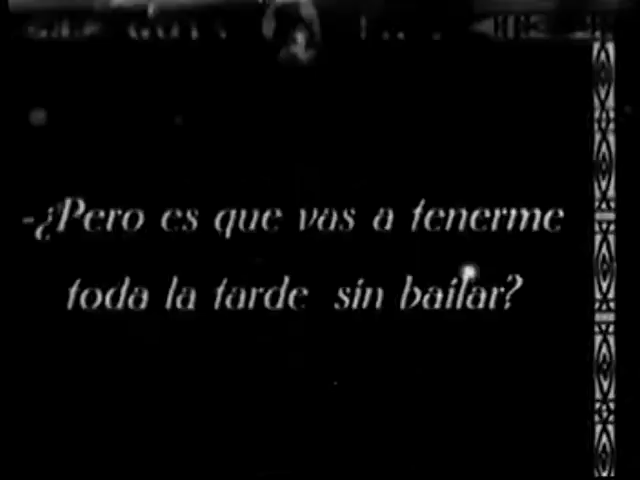 -¿Pero es que vas a tenerme
toda la tarde sin bailar?